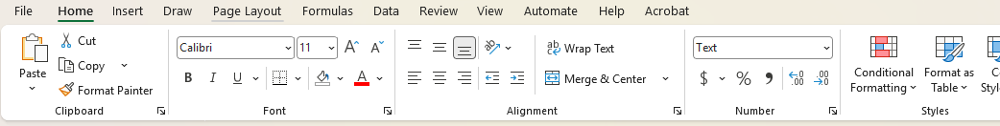 File Home Insert Draw Page Layout Formulas Data Review View Automate Help Acrobat
Paste
Cut
Copy
Format Painter
Clipboard
Calibri 11 A A
B I U A
Font
ab Wrap Text
Merge & Center
Alignment
Text
$ % , .00 .00
Number
Conditional Formatting
Format as Table
Styles